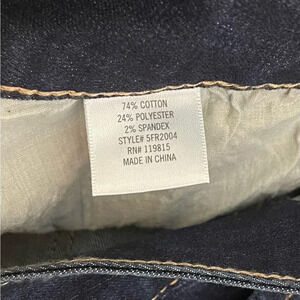 74% COTTON
24% POLYESTER
2% SPANDEX
STYLE# 5FR2004
RN# 119815
MADE IN CHINA